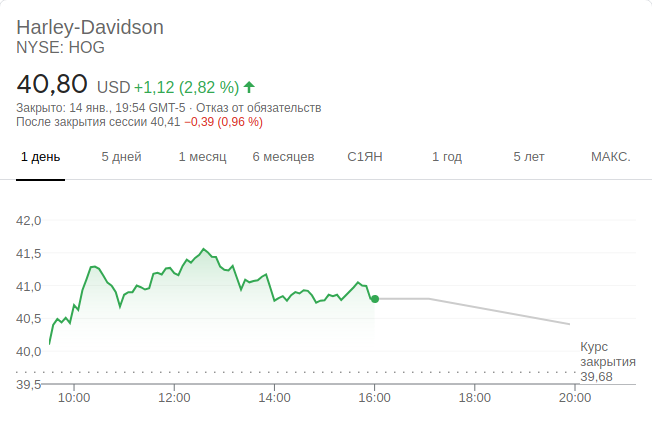 Harley-Davidson
NYSE: HOG
40,80 USD +1,12 (2,82 %)
Закрыто: 14 янв., 19:54 GMT-5 · Отказ от обязательств
После закрытия сессии 40,41 −0,39 (0,96 %)
1 день 5 дней 1 месяц 6 месяцев С1ЯН 1 год 5 лет МАКС.
42,0
41,5
41,0
40,5
40,0
39,5
Курс
закрытия
39,68
10:00 12:00 14:00 16:00 18:00 20:00